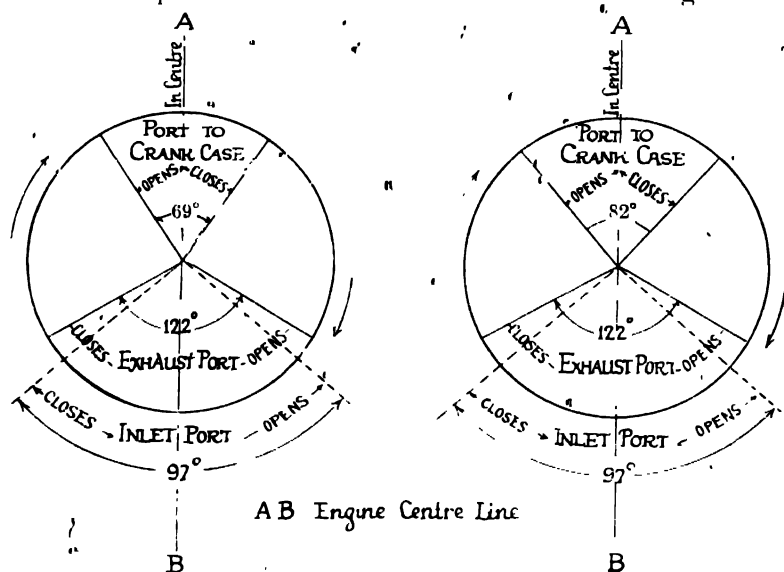 A
In Centre
PORT TO
CRANK CASE
OPENS CLOSES
69°
122°
CLOSES EXHAUST PORT OPENS
CLOSES INLET PORT OPENS
97°
B
A
In Centre
PORT TO
CRANK CASE
OPENS CLOSES
82°
122°
CLOSES EXHAUST PORT OPENS
CLOSES INLET PORT OPENS
97°
B
A B Engine Centre Line